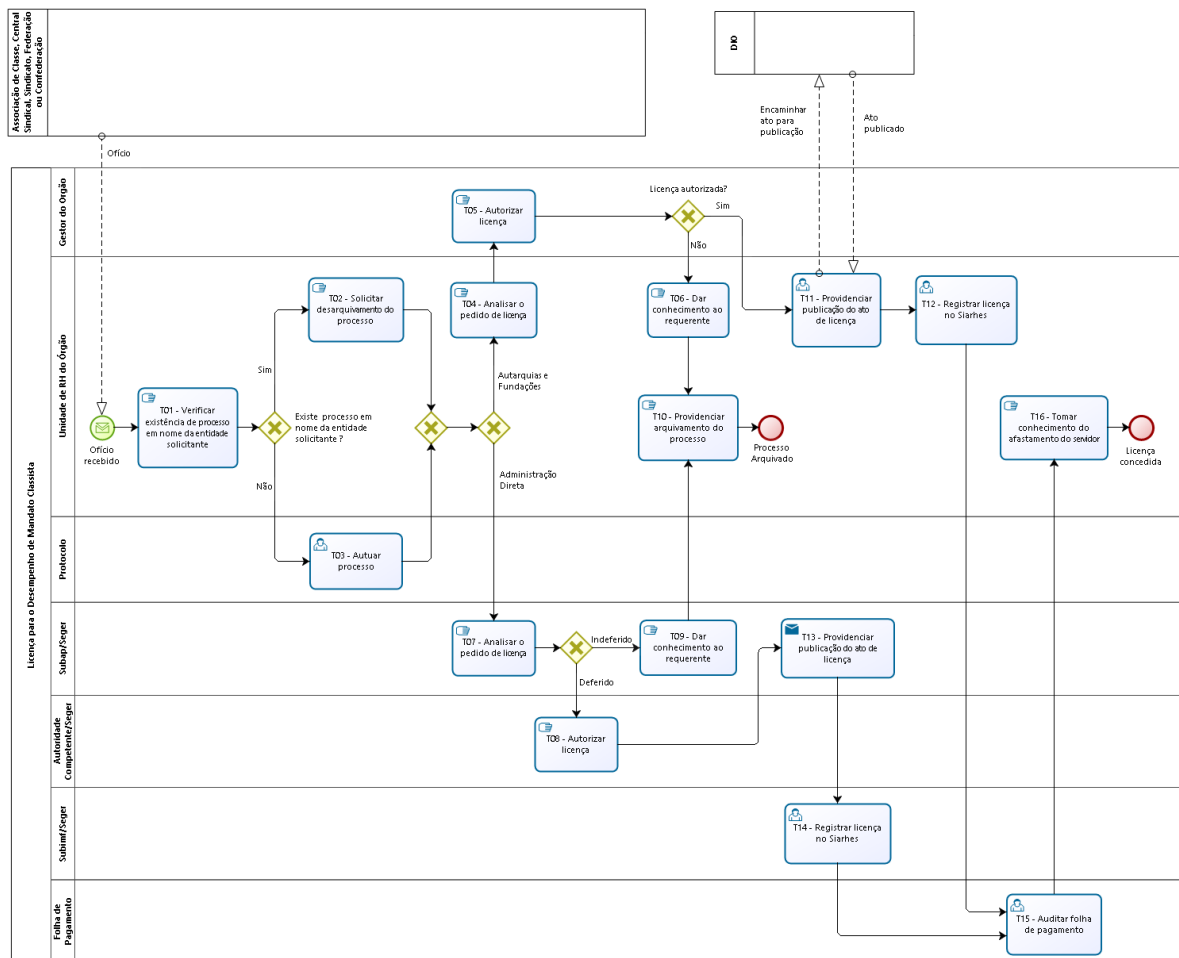 Associação de Classe, Central
Sindical, Sindicato, Federação
ou Confederação
DIO
Encaminhar
ato para
publicação
Ato
publicado
Ofício
Licença para o Desempenho de Mandato Classista
Gestor do Órgão
T05 - Autorizar
licença
Licença autorizada?
Sim
Não
Unidade de RH do Órgão
Ofício
recebido
T01 - Verificar
existência de processo
em nome da entidade
solicitante
Sim
Não
Existe processo em
nome da entidade
solicitante ?
T02 - Solicitar
desarquivamento do
processo
T04 - Analisar o
pedido de licença
Autarquias e
Fundações
Administração
Direta
T06 - Dar
conhecimento ao
requerente
T10 - Providenciar
arquivamento do
processo
Processo
Arquivado
T11 - Providenciar
publicação do ato
de licença
T12 - Registrar licença
no Siarhes
T16 - Tomar
conhecimento do
afastamento do servidor
Licença
concedida
Protocolo
T03 - Autuar
processo
Subap/Seger
T07 - Analisar o
pedido de licença
Indeferido
Deferido
T09 - Dar
conhecimento ao
requerente
T13 - Providenciar
publicação do ato de
licença
Autoridade
Competente/Seger
T08 - Autorizar
licença
Subimf/Seger
T14 - Registrar licença
no Siarhes
Folha de
Pagamento
T15 - Auditar folha
de pagamento